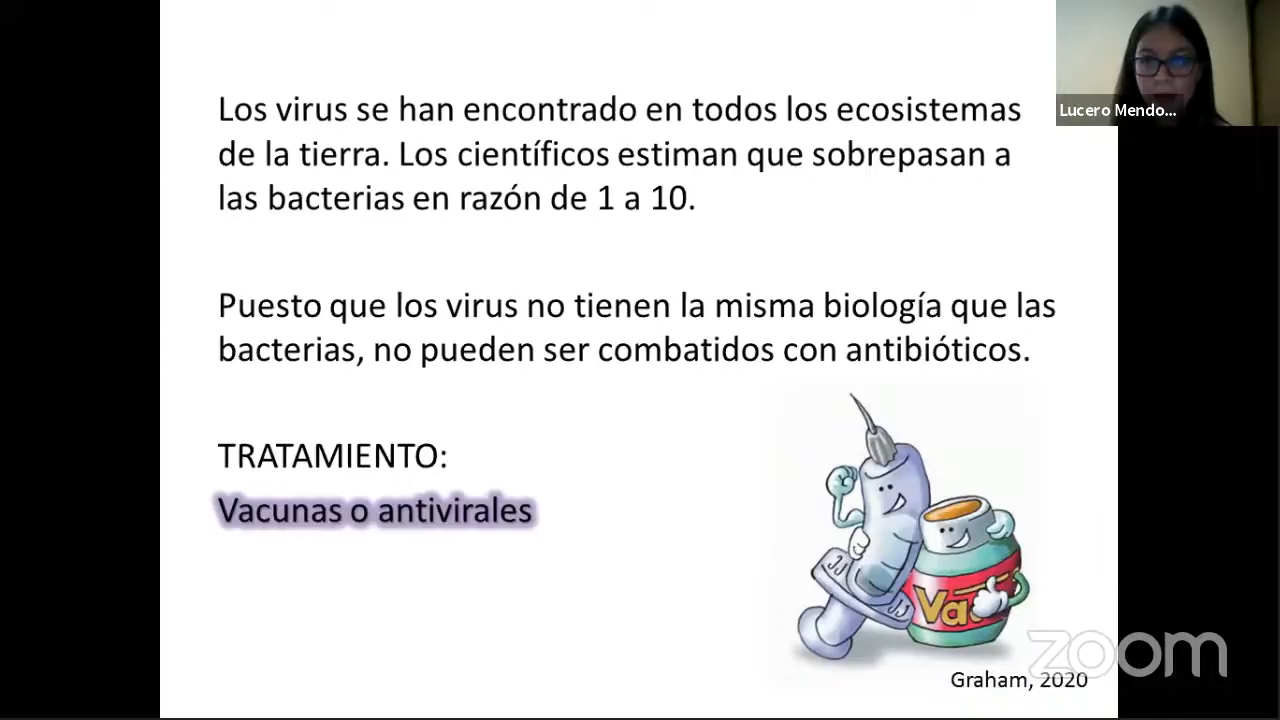 Los virus se han encontrado en todos los ecosistemas
de la tierra. Los científicos estiman que sobrepasan a
las bacterias en razón de 1 a 10.
Puesto que los virus no tienen la misma biología que las
bacterias, no pueden ser combatidos con antibióticos.
TRATAMIENTO:
Vacunas o antivirales
Va
Graham, 2020
Lucero Mendo...
zoom